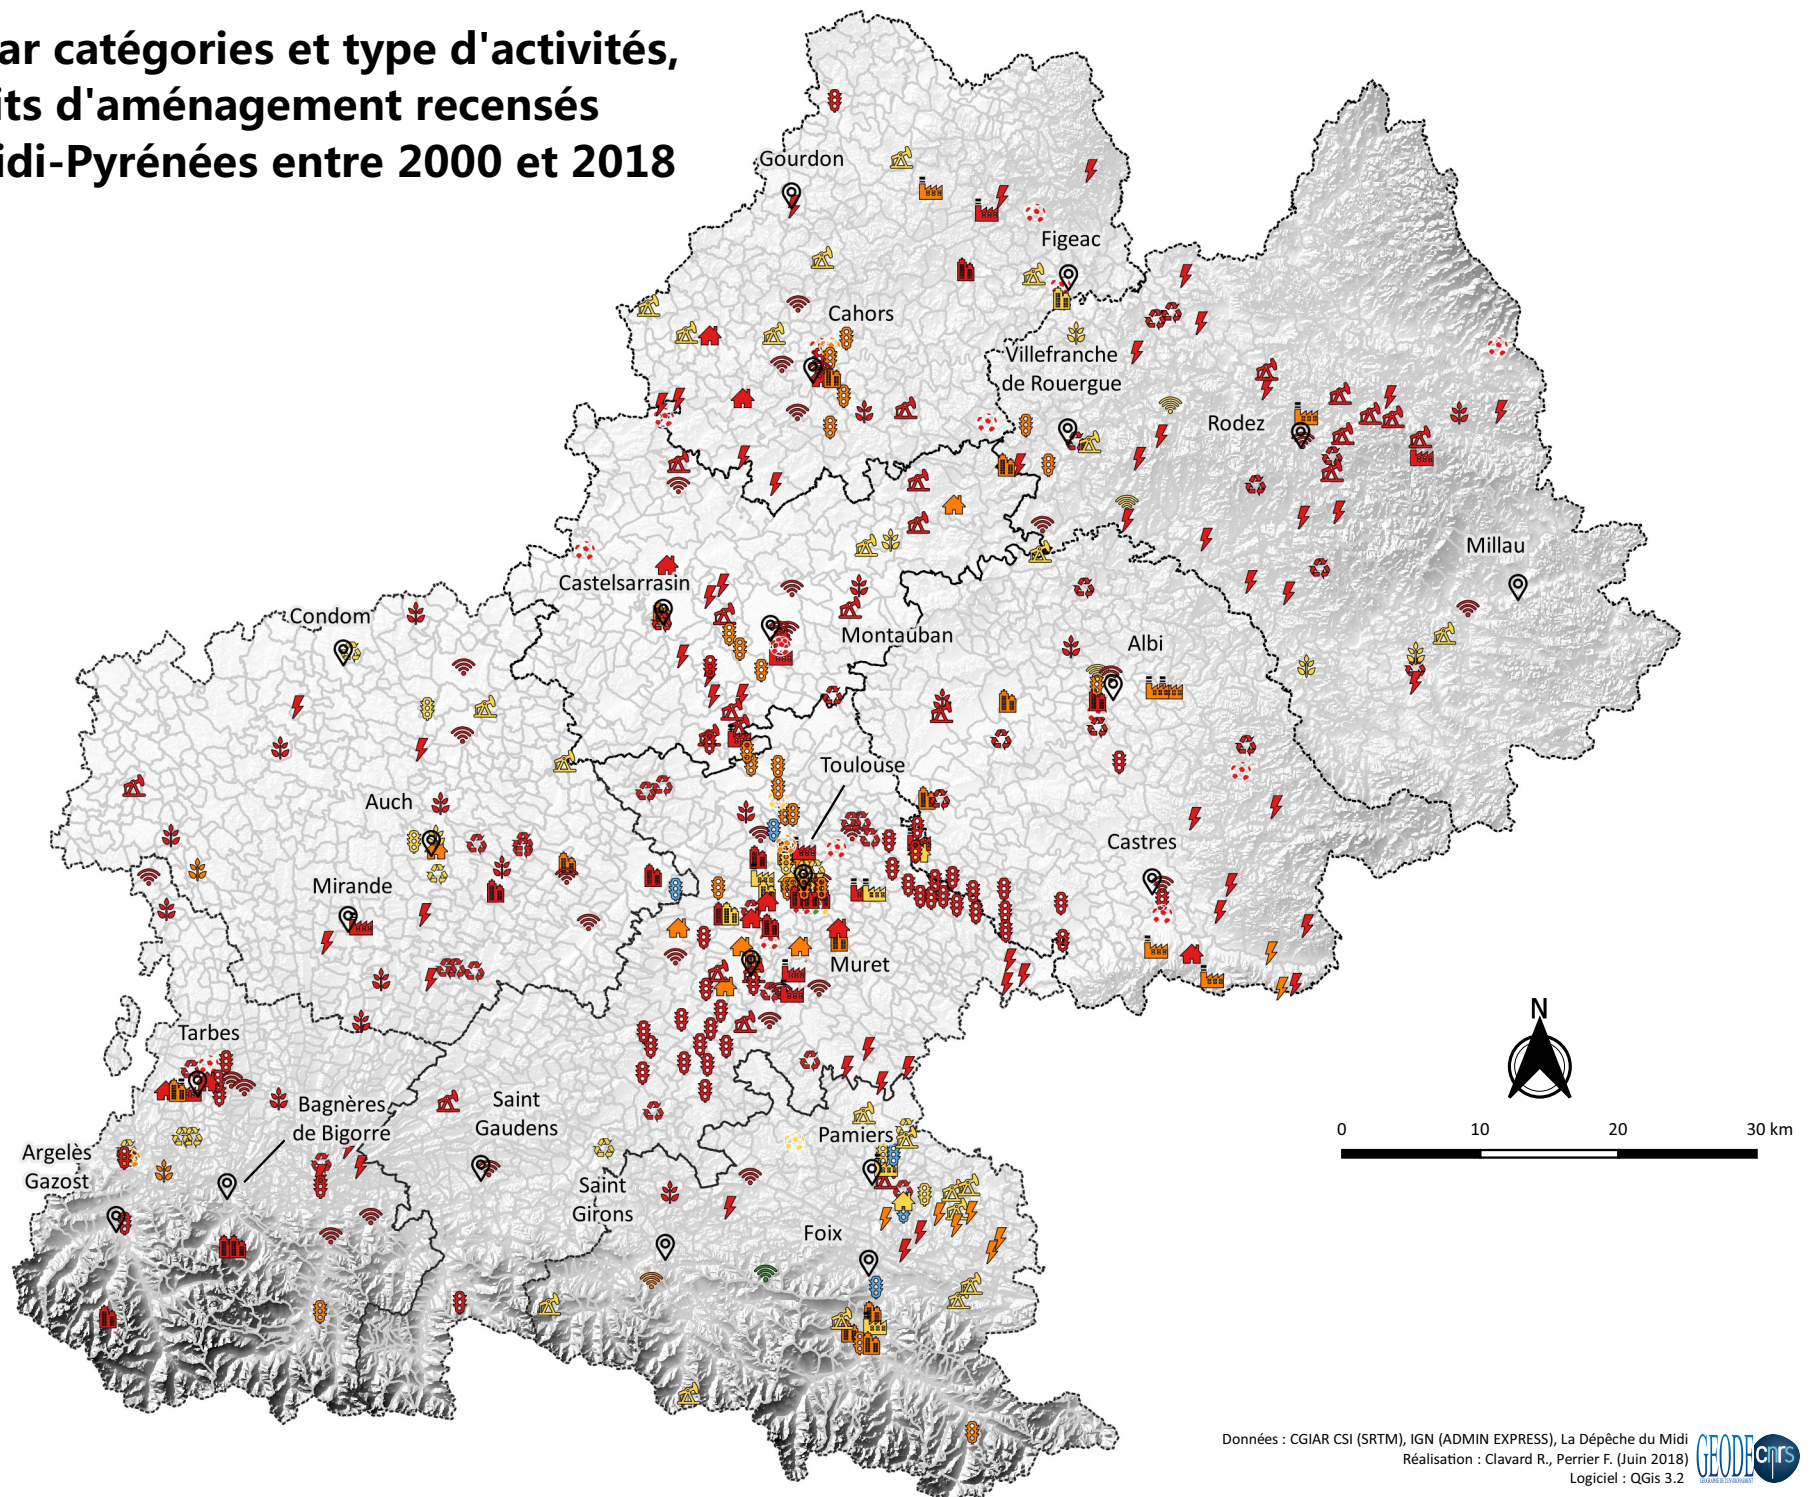 ar catégories et type d'activités,
its d'aménagement recensés
idi-Pyrénées entre 2000 et 2018
Gourdon
Figeac
Cahors
Villefranche
de Rouergue
Rodez
Millau
Castelsarrasin
Condom
Montauban
Albi
Toulouse
Auch
Castres
Mirande
Muret
N
Tarbes
Bagnères
de Bigorre
Saint
Gaudens
Pamiers
0 10 20 30 km
Argelès
Gazost
Saint
Girons
Foix
Données : CGIAR CSI (SRTM), IGN (ADMIN EXPRESS), La Dépêche du Midi
Réalisation : Clavard R., Perrier F. (Juin 2018)
Logiciel : QGis 3.2
GEODE
cnrs